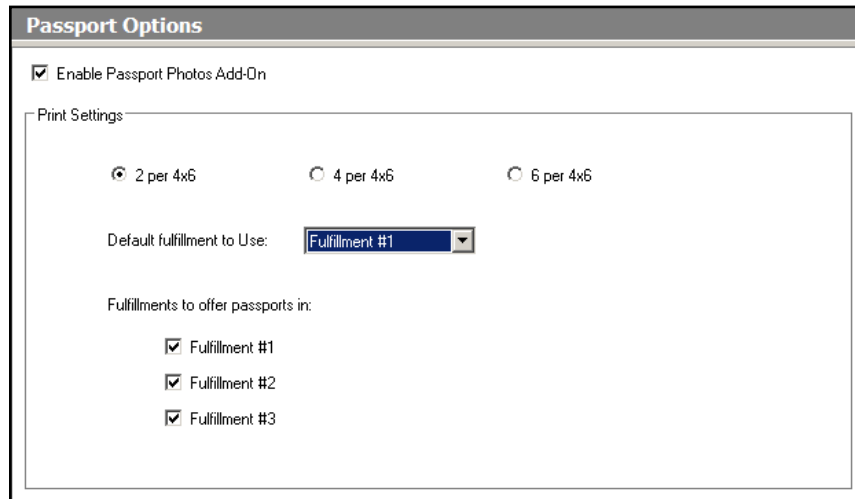 Passport Options
Enable Passport Photos Add-On
Print Settings
2 per 4x6 4 per 4x6 6 per 4x6
Default fulfillment to Use: Fulfillment #1
Fulfillments to offer passports in:
Fulfillment #1
Fulfillment #2
Fulfillment #3